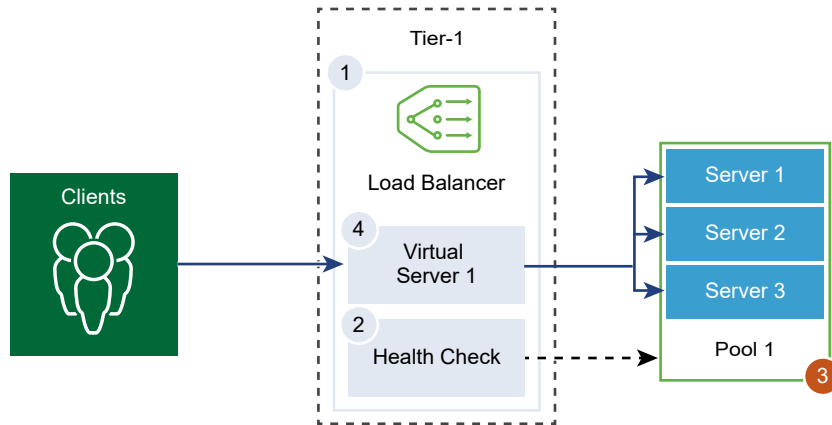 Tier-1
1
Load Balancer
Clients
4
Virtual
Server 1
2
Health Check
Server 1
Server 2
Server 3
Pool 1
3